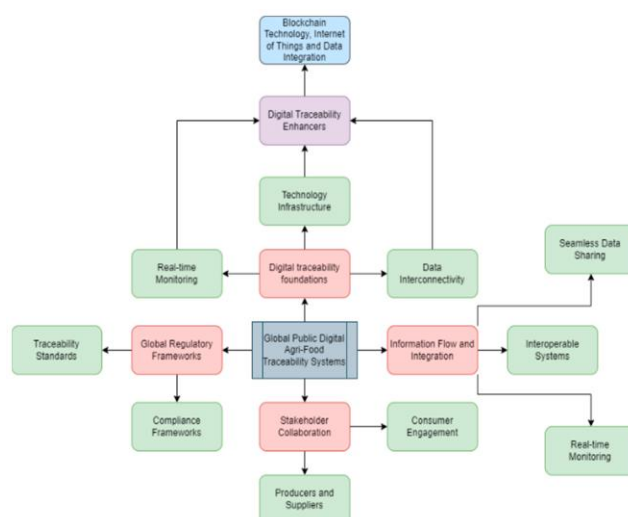 Blockchain
Technology, Internet
of Things and Data
Integration
Digital Traceability
Enhancers
Technology
Infrastructure
Seamless Data
Sharing
Real-time
Monitoring
Digital traceability
foundations
Data
Interconnectivity
Traceability
Standards
Global Regulatory
Frameworks
Global Public Digital
Agri-Food
Traceability Systems
Information Flow and
Integration
Interoperable
Systems
Compliance
Frameworks
Stakeholder
Collaboration
Consumer
Engagement
Real-time
Monitoring
Producers and
Suppliers